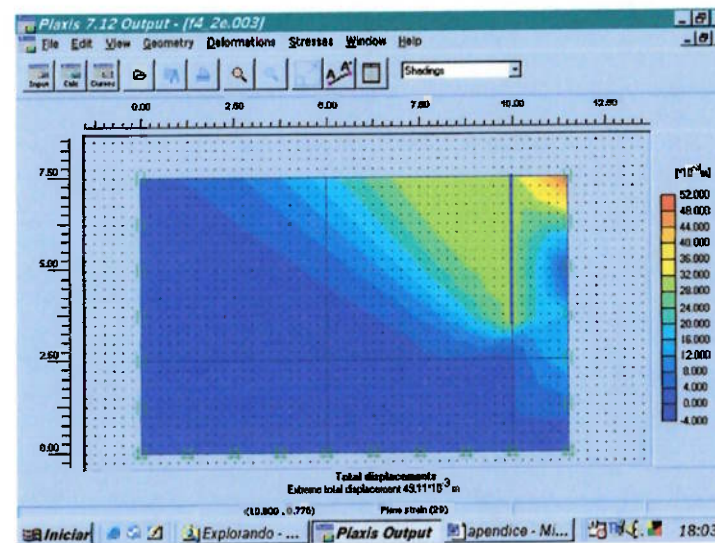 Plaxis 7.12 Output - [f4_2e.003]
File Edit View Geometry Deformations Stresses Window Help
Input Calc Curves Shadings
0.00 2.50 5.00 7.50 10.00 12.50
7.50
5.00
2.50
0.00
52.000
48.000
44.000
40.000
36.000
32.000
28.000
24.000
20.000
16.000
12.000
8.000
4.000
0.000
-4.000
Total displacements
Extreme total displacement 49.11*10-3 m
(10.800 , 0.775) Plane strain (29)
Iniciar Explorando - ... Plaxis Output apendice - Mi... 18:03